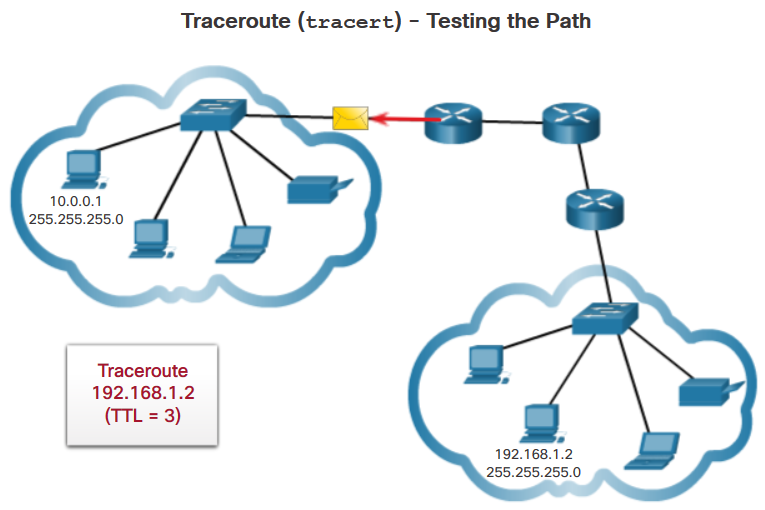 Traceroute (tracert) - Testing the Path
10.0.0.1
255.255.255.0
Traceroute
192.168.1.2
(TTL = 3)
192.168.1.2
255.255.255.0